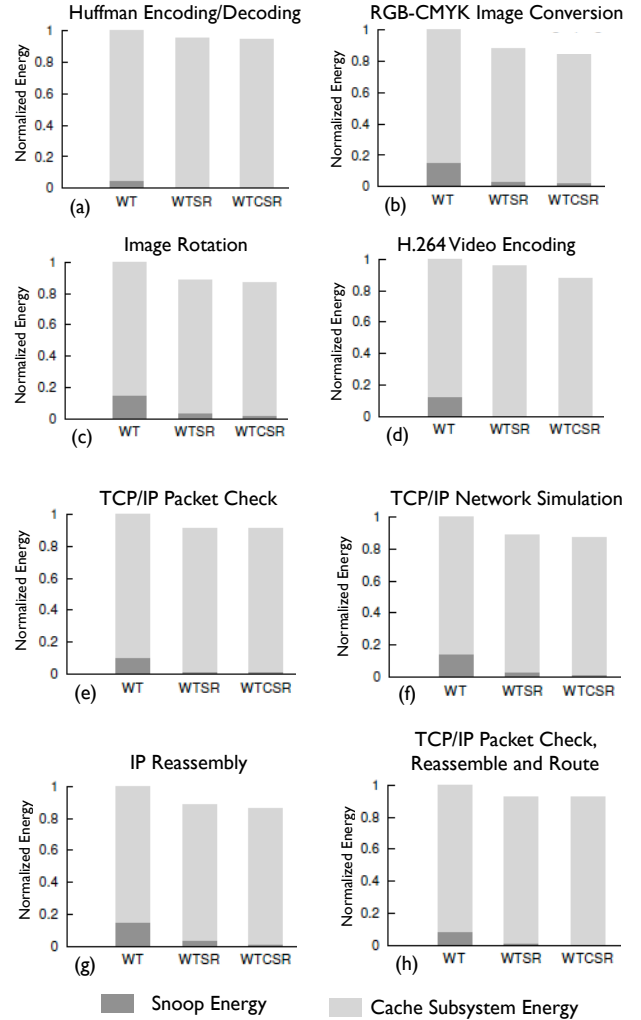 Huffman Encoding/Decoding
Normalized Energy
1
0.8
0.6
0.4
0.2
0
WT
WTSR
WTCSR
(a)
RGB-CMYK Image Conversion
Normalized Energy
1
0.8
0.6
0.4
0.2
0
WT
WTSR
WTCSR
(b)
Image Rotation
Normalized Energy
1
0.8
0.6
0.4
0.2
0
WT
WTSR
WTCSR
(c)
H.264 Video Encoding
Normalized Energy
1
0.8
0.6
0.4
0.2
0
WT
WTSR
WTCSR
(d)
TCP/IP Packet Check
Normalized Energy
1
0.8
0.6
0.4
0.2
0
WT
WTSR
WTCSR
(e)
TCP/IP Network Simulation
Normalized Energy
1
0.8
0.6
0.4
0.2
0
WT
WTSR
WTCSR
(f)
IP Reassembly
Normalized Energy
1
0.8
0.6
0.4
0.2
0
WT
WTSR
WTCSR
(g)
TCP/IP Packet Check,
Reassemble and Route
Normalized Energy
1
0.8
0.6
0.4
0.2
0
WT
WTSR
WTCSR
(h)
Snoop Energy
Cache Subsystem Energy